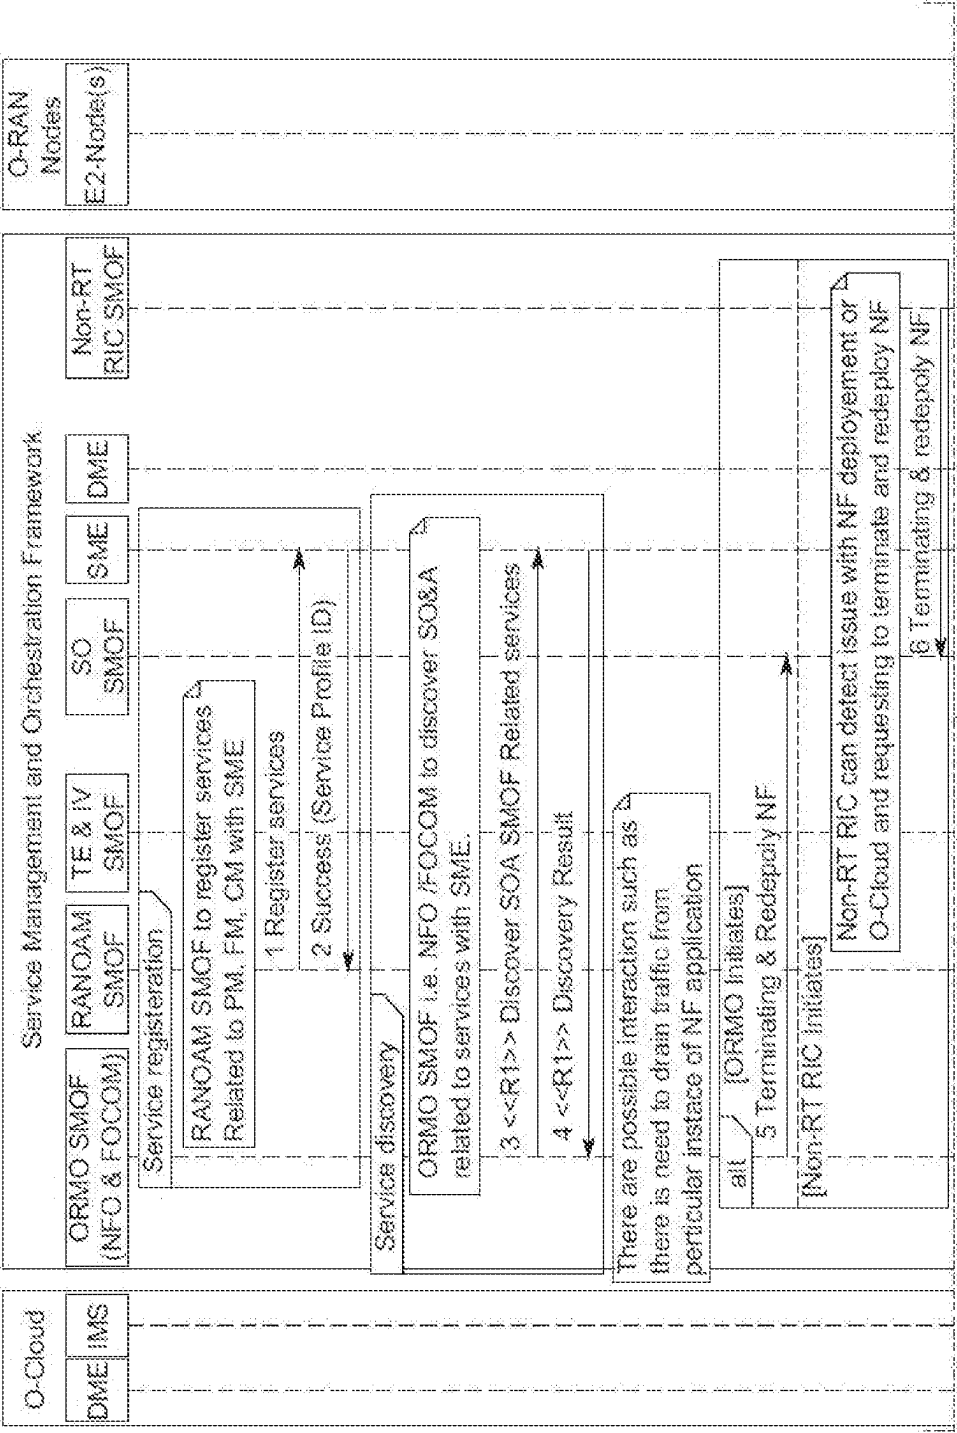 O-Cloud
Service Management and Orchestration Framework
O-RAN
Nodes
DME
IMS
ORMO SMOF
(NFO & FOCOM)
RANOAM
SMOF
TE & IV
SMOF
SO
SMOF
SME
DME
Non-RT
RIC SMOF
E2-Node(s)
Service registeration
RANOAM SMOF to register services
Related to PM, FM, CM with SME
1 Register services
2 Success (Service Profile ID)
Service discovery
ORMO SMOF i.e. NFO /FOCOM to discover SO&A
related to services with SME.
3 <<R1>> Discover SOA SMOF Related services
4 <<R1>> Discovery Result
There are possible interaction such as
there is need to drain traffic from
perticular instace of NF application
alt
[ORMO Initiates]
5 Terminating & Redepoly NF
[Non-RT RIC Initiates]
Non-RT RIC can detect issue with NF deployement or
O-Cloud and requesting to terminate and redeploy NF
6 Terminating & redepoly NF